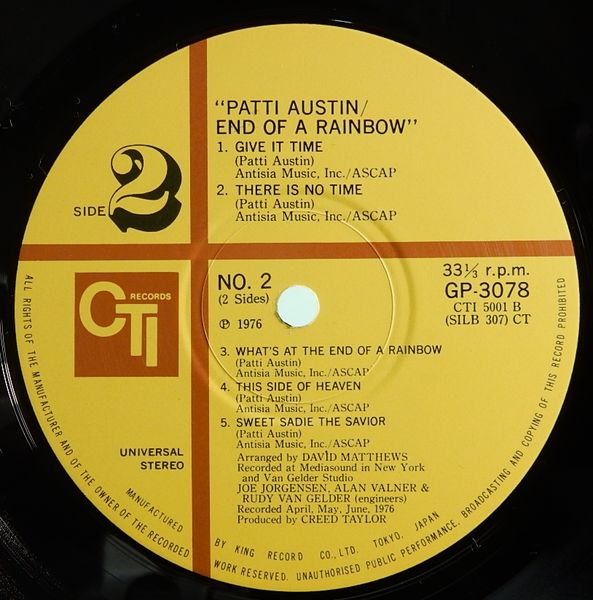 "PATTI AUSTIN/
END OF A RAINBOW"
1. GIVE IT TIME
(Patti Austin)
Antisia Music, Inc./ASCAP
2. THERE IS NO TIME
(Patti Austin)
Antisia Music, Inc./ASCAP
SIDE 2
CTI RECORDS
NO. 2
(2 Sides)
℗ 1976
33⅓ r.p.m.
GP-3078
CTI 5001 B
(SILB 307) CT
3. WHAT'S AT THE END OF A RAINBOW
(Patti Austin)
Antisia Music, Inc./ASCAP
4. THIS SIDE OF HEAVEN
(Patti Austin)
Antisia Music, Inc./ASCAP
5. SWEET SADIE THE SAVIOR
(Patti Austin)
Antisia Music, Inc./ASCAP
Arranged by DAVID MATTHEWS
Recorded at Mediasound in New York
and Van Gelder Studio
JOE JORGENSEN, ALAN VALNER &
RUDY VAN GELDER (engineers)
Recorded April, May, June, 1976
Produced by CREED TAYLOR
UNIVERSAL
STEREO
MANUFACTURED BY KING RECORD CO., LTD. TOKYO, JAPAN
ALL RIGHTS OF THE MANUFACTURER AND OF THE OWNER OF THE RECORDED WORK RESERVED. UNAUTHORISED PUBLIC PERFORMANCE, BROADCASTING AND COPYING OF THIS RECORD PROHIBITED